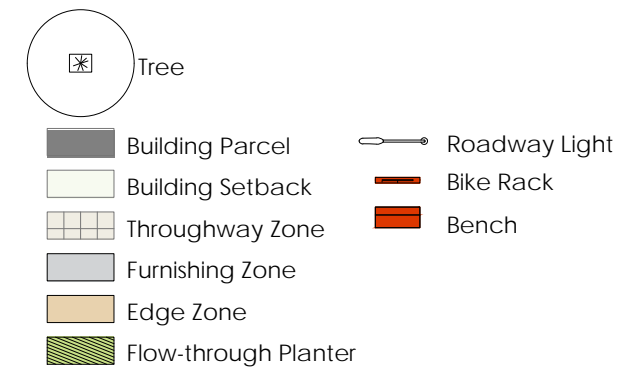 Tree
Building Parcel
Building Setback
Throughway Zone
Furnishing Zone
Edge Zone
Flow-through Planter
Roadway Light
Bike Rack
Bench